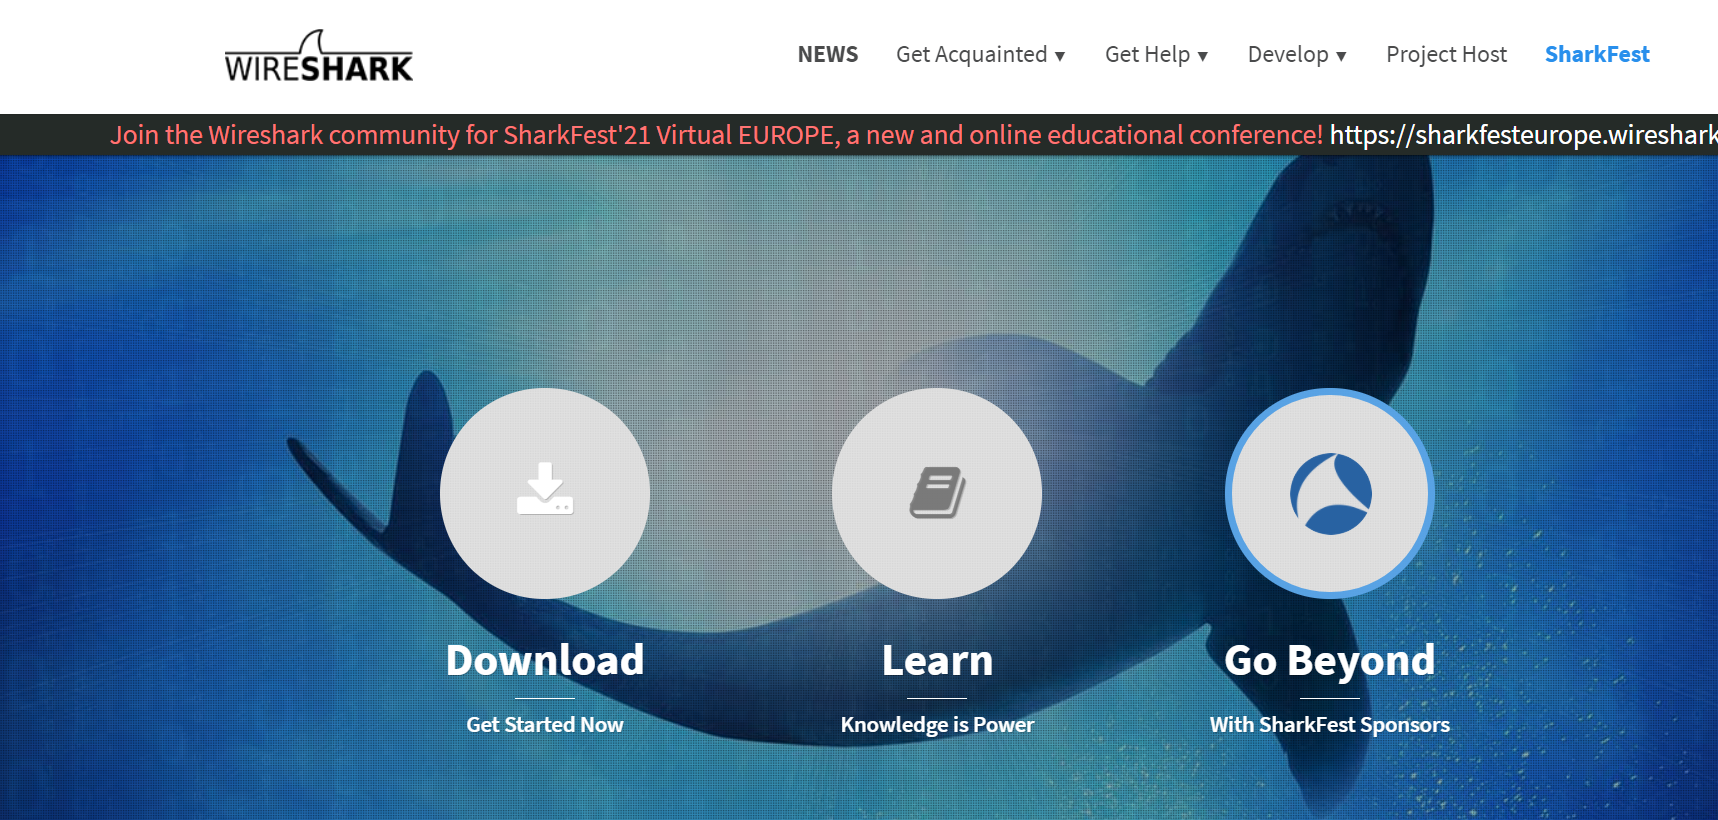 WIRESHARK
NEWS Get Acquainted ▼ Get Help ▼ Develop ▼ Project Host SharkFest
Join the Wireshark community for SharkFest'21 Virtual EUROPE, a new and online educational conference! https://sharkfesteurope.wireshark
Download Learn Go Beyond
Get Started Now Knowledge is Power With SharkFest Sponsors